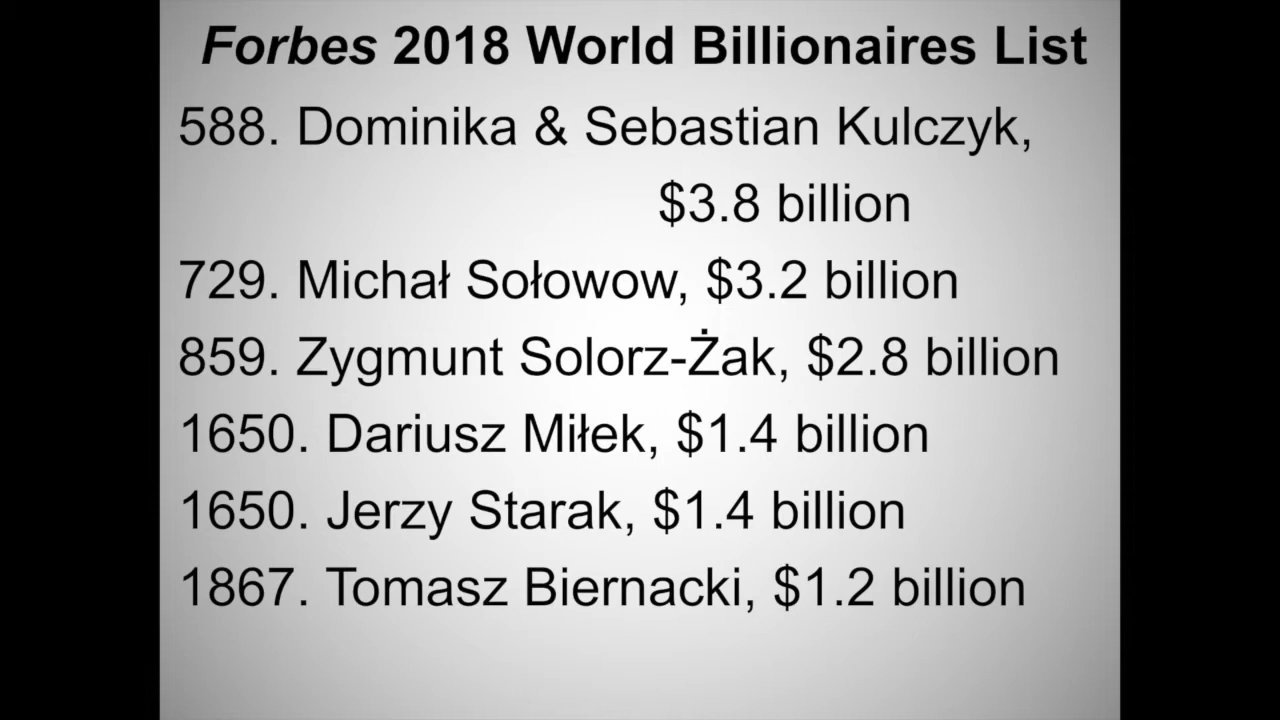 Forbes 2018 World Billionaires List
588. Dominika & Sebastian Kulczyk,
$3.8 billion
729. Michał Sołowow, $3.2 billion
859. Zygmunt Solorz-Żak, $2.8 billion
1650. Dariusz Miłek, $1.4 billion
1650. Jerzy Starak, $1.4 billion
1867. Tomasz Biernacki, $1.2 billion